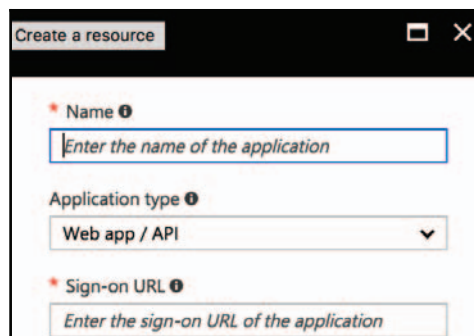 Create a resource
* Name
Enter the name of the application
Application type
Web app / API
* Sign-on URL
Enter the sign-on URL of the application